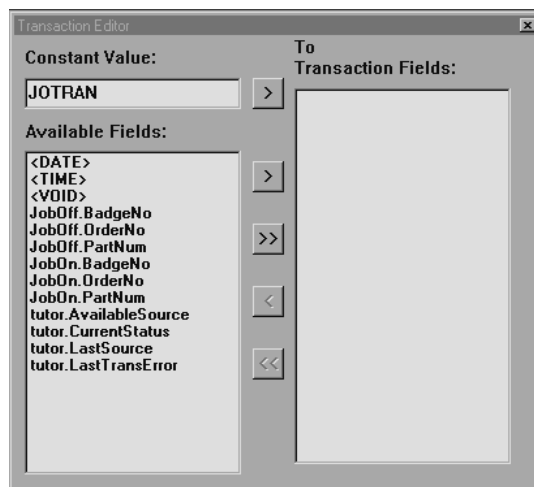 Transaction Editor
Constant Value:
JOTRAN
>
Available Fields:
<DATE>
<TIME>
<VOID>
JobOff.BadgeNo
JobOff.OrderNo
JobOff.PartNum
JobOn.BadgeNo
JobOn.OrderNo
JobOn.PartNum
tutor.AvailableSource
tutor.CurrentStatus
tutor.LastSource
tutor.LastTransError
>
>>
<
<<
To
Transaction Fields: